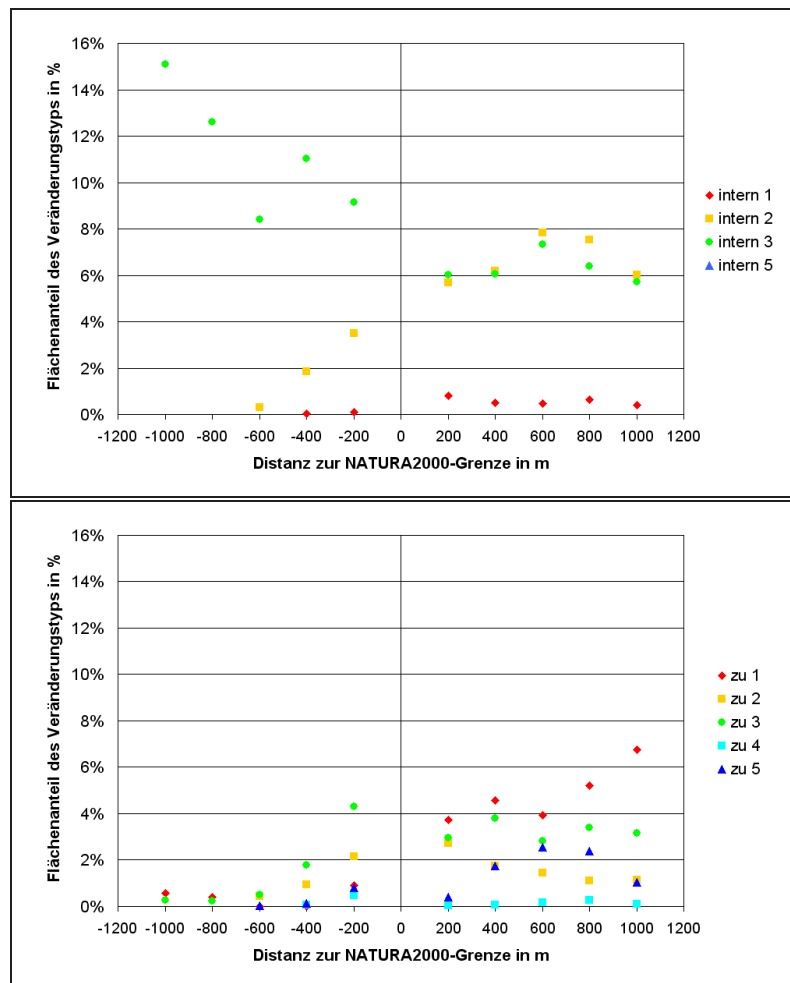 16%
14%
12%
10%
8%
6%
4%
2%
0%
Flächenanteil des Veränderungstyps in %
-1200 -1000 -800 -600 -400 -200 0 200 400 600 800 1000 1200
Distanz zur NATURA2000-Grenze in m
intern 1
intern 2
intern 3
intern 5
16%
14%
12%
10%
8%
6%
4%
2%
0%
Flächenanteil des Veränderungstyps in %
-1200 -1000 -800 -600 -400 -200 0 200 400 600 800 1000 1200
Distanz zur NATURA2000-Grenze in m
zu 1
zu 2
zu 3
zu 4
zu 5